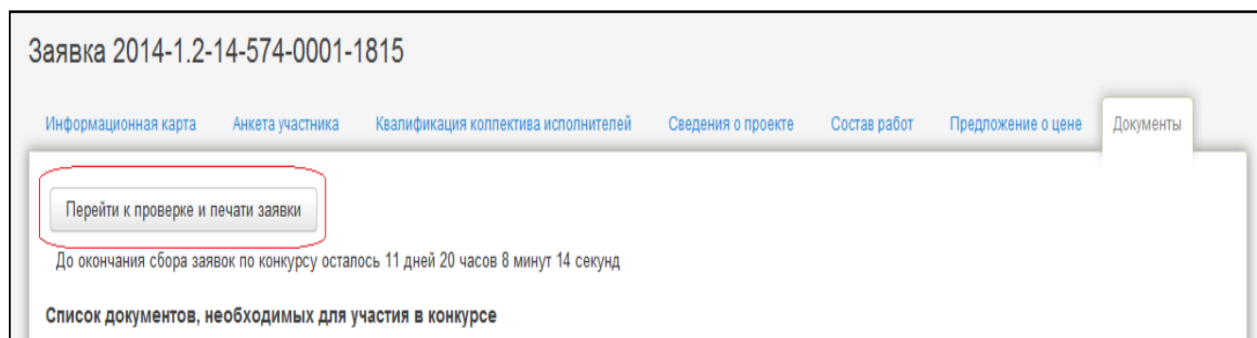 Заявка 2014-1.2-14-574-0001-1815
Информационная карта Анкета участника Квалификация коллектива исполнителей Сведения о проекте Состав работ Предложение о цене Документы
Перейти к проверке и печати заявки
До окончания сбора заявок по конкурсу осталось 11 дней 20 часов 8 минут 14 секунд
Список документов, необходимых для участия в конкурсе